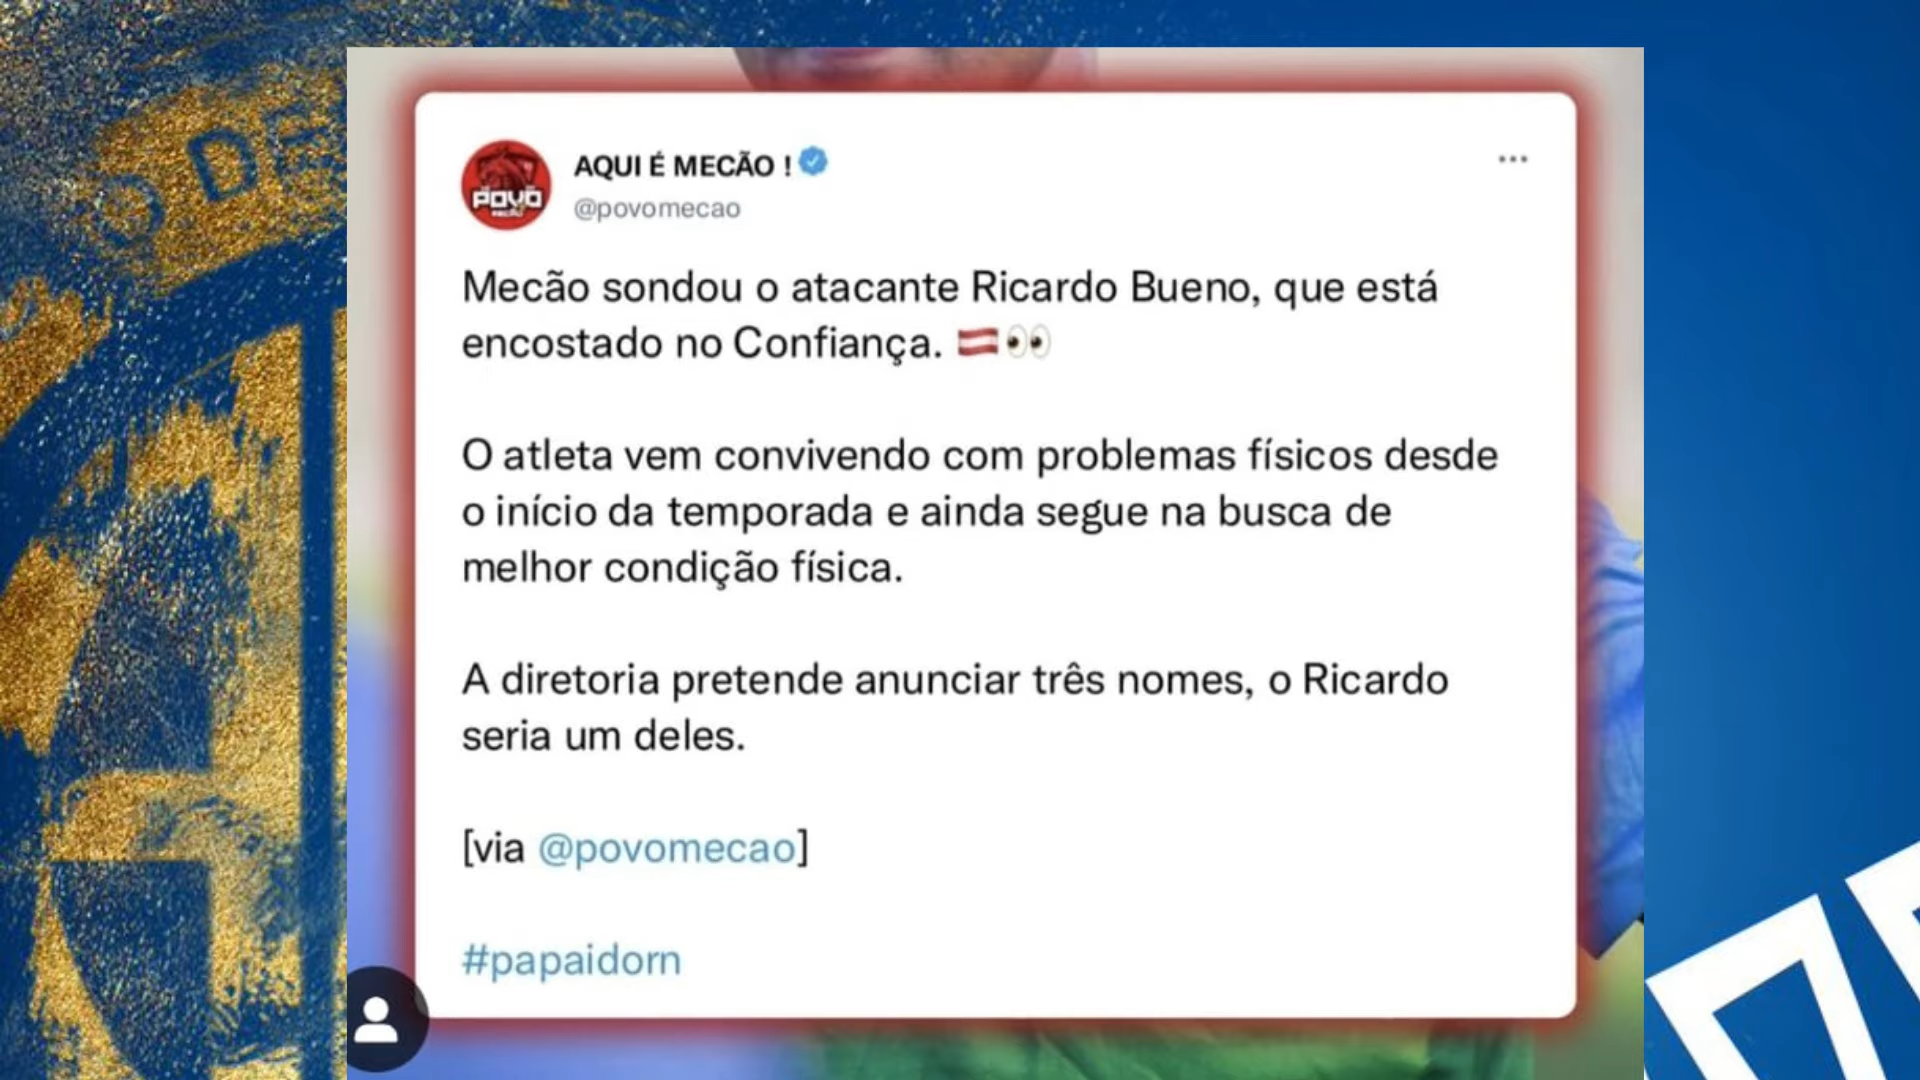 AQUI É MECÃO !
@povomecao
POVO
MECÃO
Mecão sondou o atacante Ricardo Bueno, que está
encostado no Confiança. 🇦🇹👀
O atleta vem convivendo com problemas físicos desde
o início da temporada e ainda segue na busca de
melhor condição física.
A diretoria pretende anunciar três nomes, o Ricardo
seria um deles.
[via @povomecao]
#papaidorn